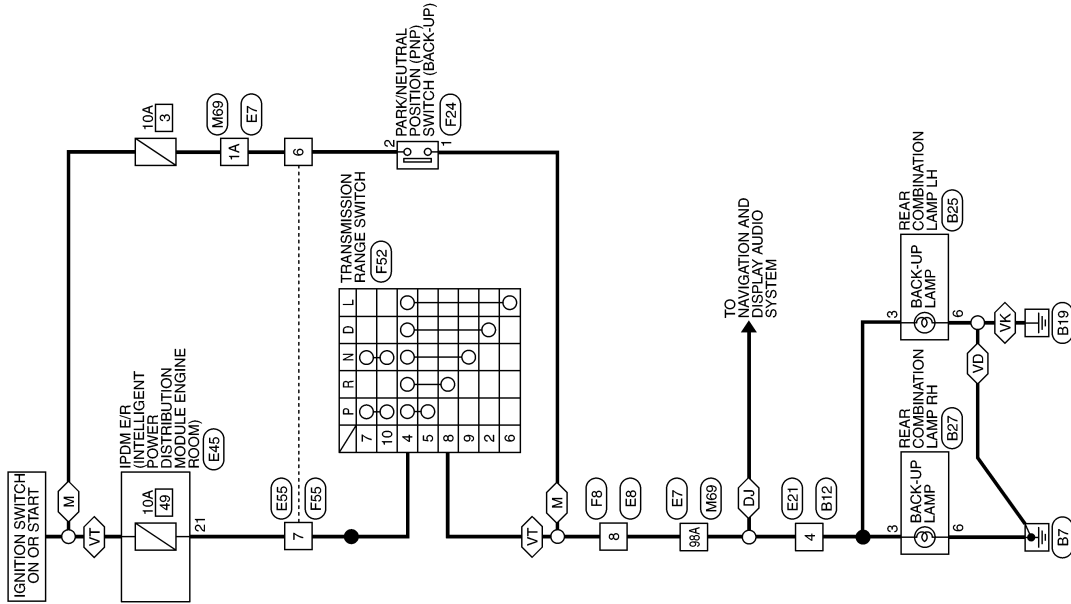 IGNITION SWITCH
ON OR START
M
VT
IPDM E/R
(INTELLIGENT
POWER
DISTRIBUTION
MODULE ENGINE
ROOM)
E45
10A
49
21
10A
3
M69
1A
E7
E55
7
F55
6
2
PARK/NEUTRAL
POSITION (PNP)
SWITCH (BACK-UP)
F24
1
TRANSMISSION
RANGE SWITCH
F52
P
R
N
D
L
7
10
4
5
8
9
2
6
VT
M
F8
8
E8
E7
98A
M69
DJ
TO
NAVIGATION AND
DISPLAY AUDIO
SYSTEM
E21
4
B12
REAR
COMBINATION
LAMP RH
B27
3
BACK-UP
LAMP
6
REAR
COMBINATION
LAMP LH
B25
3
BACK-UP
LAMP
6
VD
VK
B7
B19